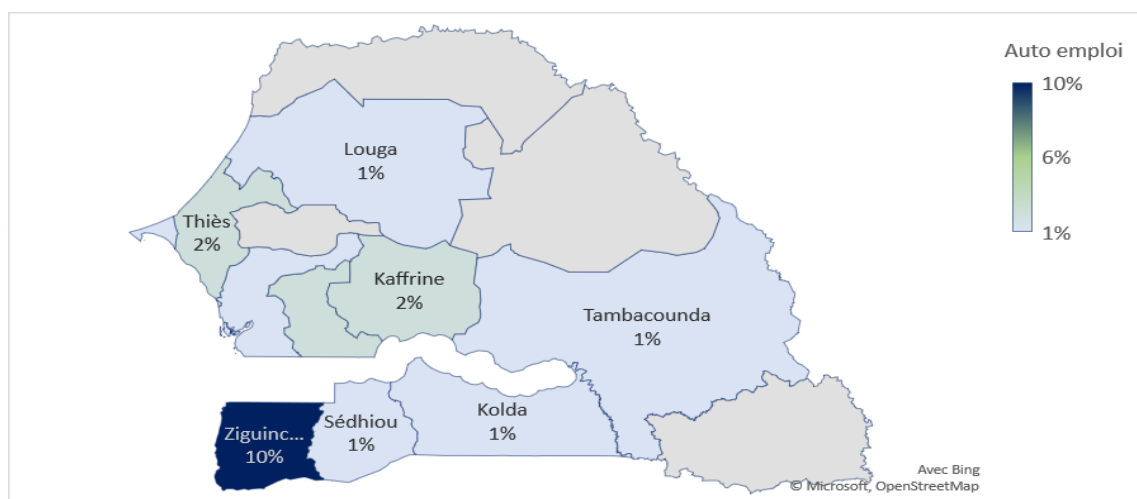 Auto emploi
10%
6%
1%
Louga
1%
Thiès
2%
Kaffrine
2%
Tambacounda
1%
Ziguinc...
10%
Sédhiou
1%
Kolda
1%
Avec Bing
© Microsoft, OpenStreetMap